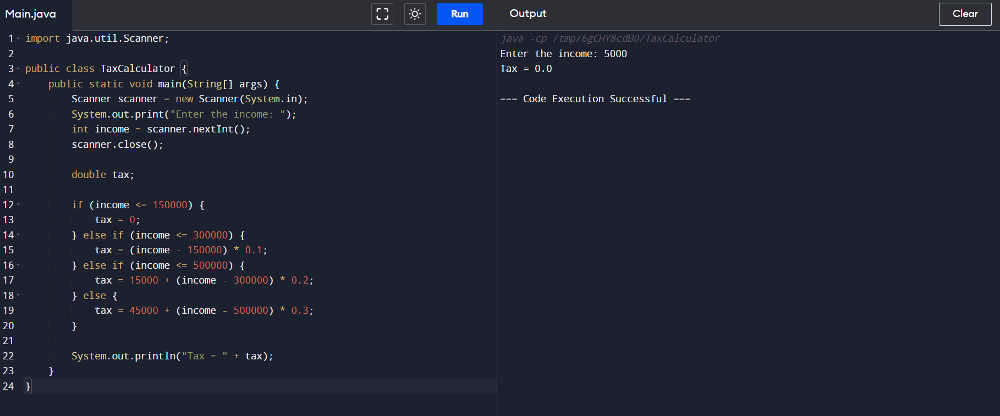 Main.java
Run
Output
Clear
1 import java.util.Scanner;
2
3 public class TaxCalculator {
4     public static void main(String[] args) {
5         Scanner scanner = new Scanner(System.in);
6         System.out.print("Enter the income: ");
7         int income = scanner.nextInt();
8         scanner.close();
9
10         double tax;
11
12         if (income <= 150000) {
13             tax = 0;
14         } else if (income <= 300000) {
15             tax = (income - 150000) * 0.1;
16         } else if (income <= 500000) {
17             tax = 15000 + (income - 300000) * 0.2;
18         } else {
19             tax = 45000 + (income - 500000) * 0.3;
20         }
21
22         System.out.println("Tax = " + tax);
23     }
24 }
java -cp /tmp/6gCHY8cdBO/TaxCalculator
Enter the income: 5000
Tax = 0.0
=== Code Execution Successful ===